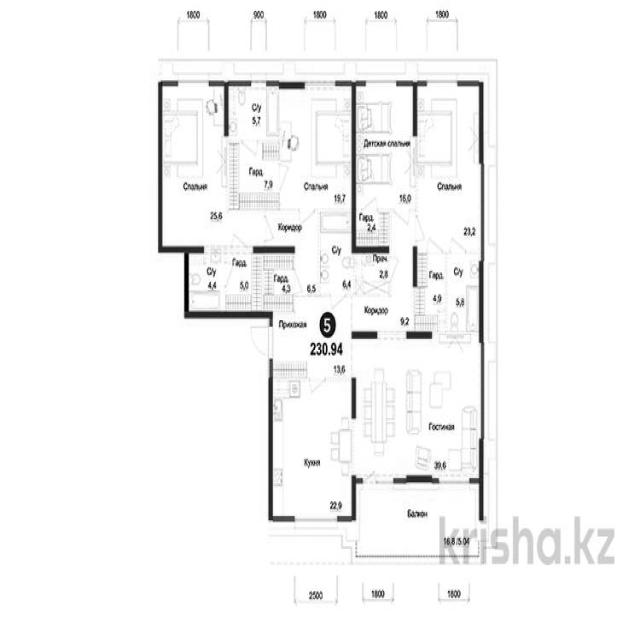 1800 900 1800 1800 1800
С/у
5,7
Детская спальня
Гард.
7,9
Спальня
Спальня
Спальня
19,7
16,0
25,6
Гард.
2,4
Коридор
23,2
С/у
Прач.
2,8
Гард.
С/у
4,4
Гард.
5,0
Гард.
4,3
6,5
6,4
4,9
С/у
5,8
Коридор
9,2
Прихожая
5
230.94
13,6
Гостиная
39,6
Кухня
22,9
Балкон
16,8 /5.04
krisha.kz
2500 1800 1800